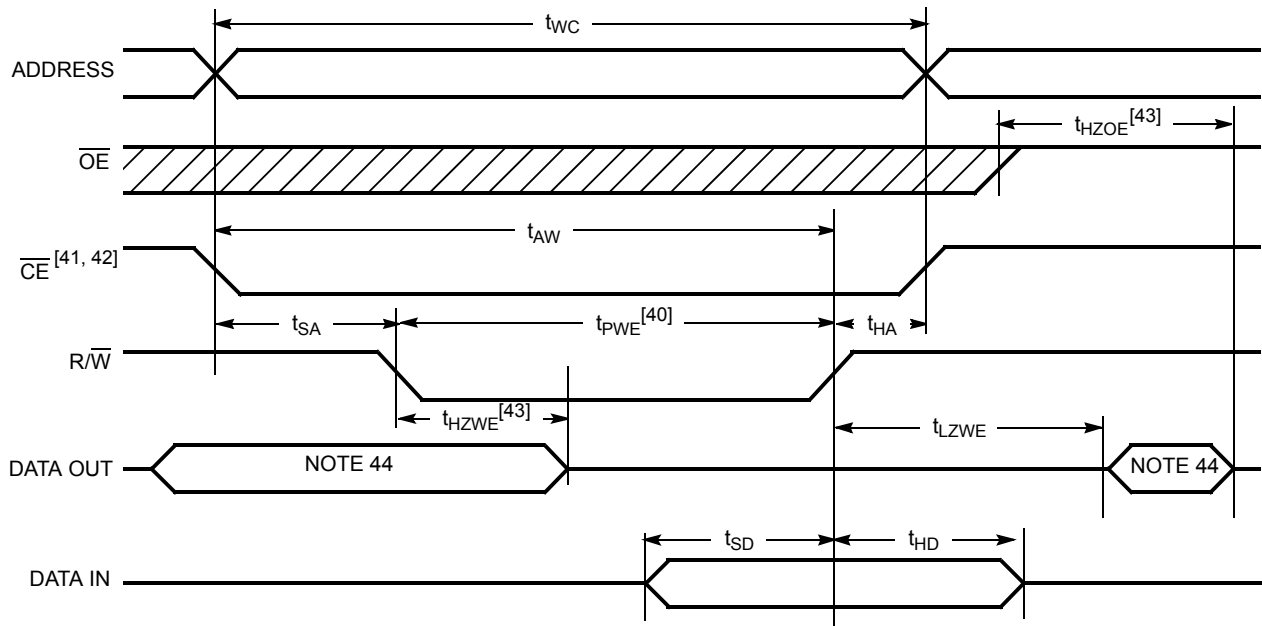 tWC
ADDRESS
tHZOE[43]
OE
tAW
CE [41, 42]
tSA
tPWE[40]
tHA
R/W
tHZWE[43]
tLZWE
DATA OUT
NOTE 44
NOTE 44
tSD
tHD
DATA IN